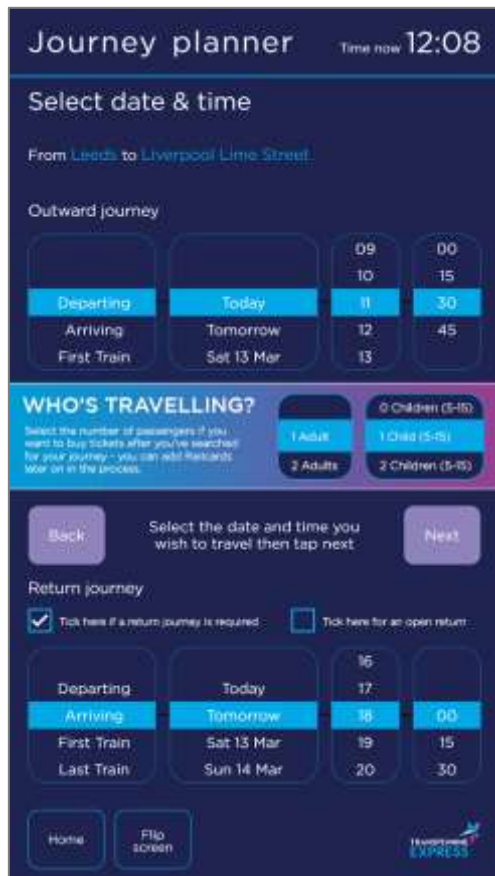 Journey planner
Time now 12:08
Select date & time
From Leeds to Liverpool Lime Street
Outward journey
09 00
10 15
Departing Today 11 30
Arriving Tomorrow 12 45
First Train Sat 13 Mar 13
WHO'S TRAVELLING?
Select the number of passengers if you
want to buy tickets after you've searched
for your journey - you can add Railcards
later on in the process.
0 Children (5-15)
1 Adult 1 Child (5-15)
2 Adults 2 Children (5-15)
Back
Select the date and time you
wish to travel then tap next
Next
Return journey
Tick here if a return journey is required
Tick here for an open return
16
Departing Today 17
Arriving Tomorrow 18 00
First Train Sat 13 Mar 19 15
Last Train Sun 14 Mar 20 30
Home
Flip
screen
TRANSPENNINE
EXPRESS